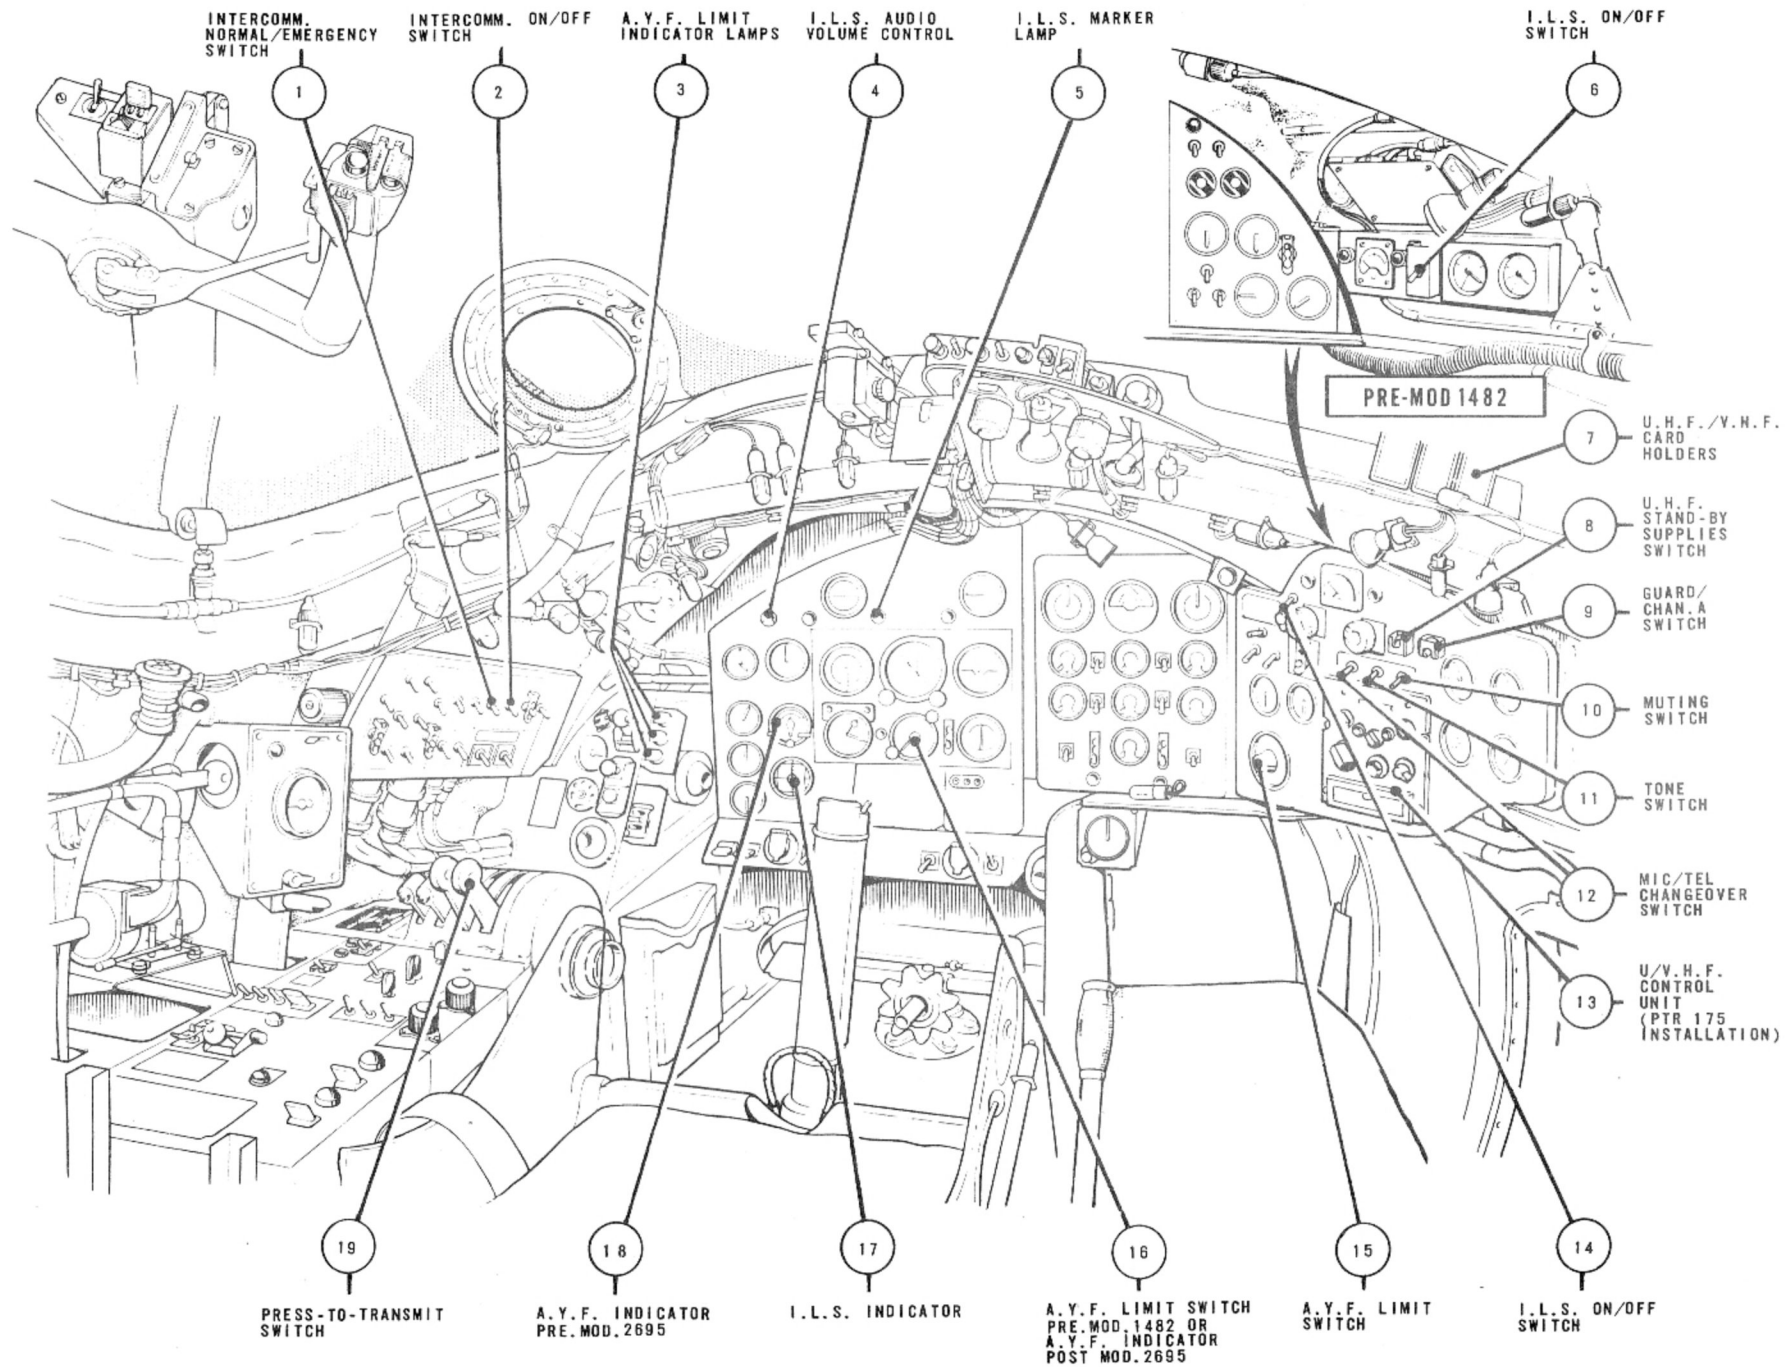 INTERCOMM.
NORMAL/EMERGENCY
SWITCH
1
INTERCOMM. ON/OFF
SWITCH
2
A.Y.F. LIMIT
INDICATOR LAMPS
3
I.L.S. AUDIO
VOLUME CONTROL
4
I.L.S. MARKER
LAMP
5
I.L.S. ON/OFF
SWITCH
6
PRE-MOD 1482
7
U.H.F./V.H.F.
CARD
HOLDERS
8
U.H.F.
STAND-BY
SUPPLIES
SWITCH
9
GUARD/
CHAN.A
SWITCH
10
MUTING
SWITCH
11
TONE
SWITCH
12
MIC/TEL
CHANGEOVER
SWITCH
13
U/V.H.F.
CONTROL
UNIT
(PTR 175
INSTALLATION)
19
PRESS-TO-TRANSMIT
SWITCH
18
A.Y.F. INDICATOR
PRE.MOD.2695
17
I.L.S. INDICATOR
16
A.Y.F. LIMIT SWITCH
PRE.MOD.1482 OR
A.Y.F. INDICATOR
POST MOD.2695
15
A.Y.F. LIMIT
SWITCH
14
I.L.S. ON/OFF
SWITCH